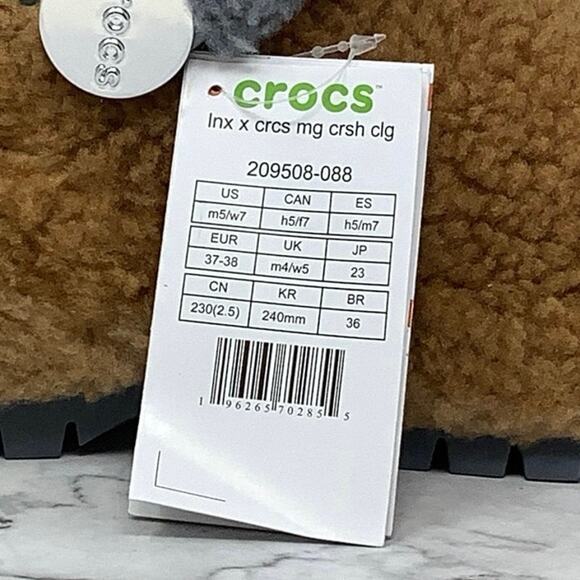 crocs
crocs™
lnx x crcs mg crsh clg
209508-088
US CAN ES
m5/w7 h5/f7 h5/m7
EUR UK JP
37-38 m4/w5 23
CN KR BR
230(2.5) 240mm 36
1 96265 70285 5